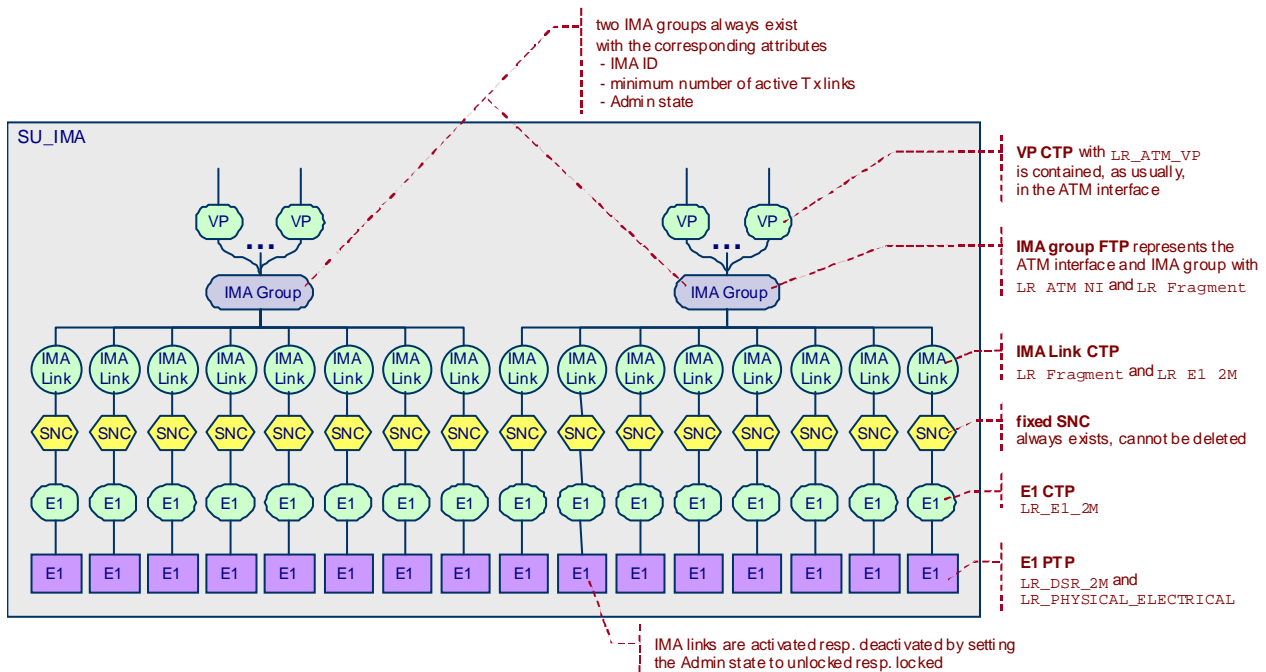 two IMA groups always exist
with the corresponding attributes
- IMA ID
- minimum number of active Tx links
- Admin state
SU_IMA
VP CTP with LR_ATM_VP
is contained, as usually,
in the ATM interface
VP VP VP VP
... ...
IMA group FTP represents the
ATM interface and IMA group with
LR ATM NI and LR Fragment
IMA Group IMA Group
IMA IMA IMA IMA IMA IMA IMA IMA IMA IMA IMA IMA IMA IMA IMA IMA
Link Link Link Link Link Link Link Link Link Link Link Link Link Link Link Link
IMA Link CTP
LR Fragment and LR E1 2M
SNC SNC SNC SNC SNC SNC SNC SNC SNC SNC SNC SNC SNC SNC SNC SNC
fixed SNC
always exists, cannot be deleted
E1 E1 E1 E1 E1 E1 E1 E1 E1 E1 E1 E1 E1 E1 E1 E1
E1 CTP
LR_E1_2M
E1 E1 E1 E1 E1 E1 E1 E1 E1 E1 E1 E1 E1 E1 E1 E1
E1 PTP
LR_DSR_2M and
LR_PHYSICAL_ELECTRICAL
IMA links are activated resp. deactivated by setting
the Admin state to unlocked resp. locked